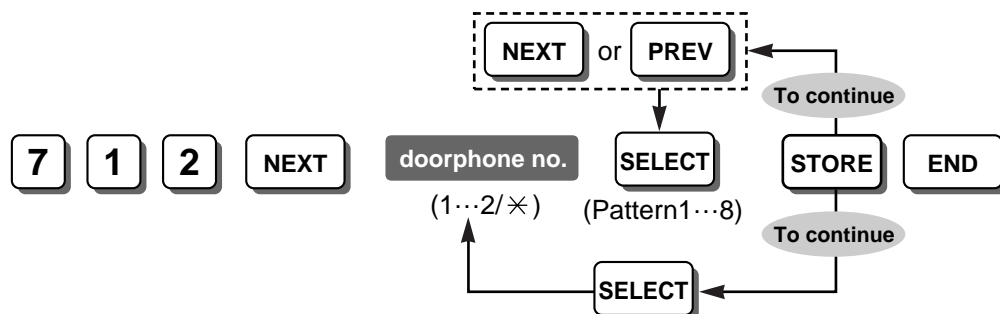 NEXT or PREV
To continue
7 1 2 NEXT doorphone no. SELECT STORE END
(1···2/✳) (Pattern1···8)
To continue
SELECT